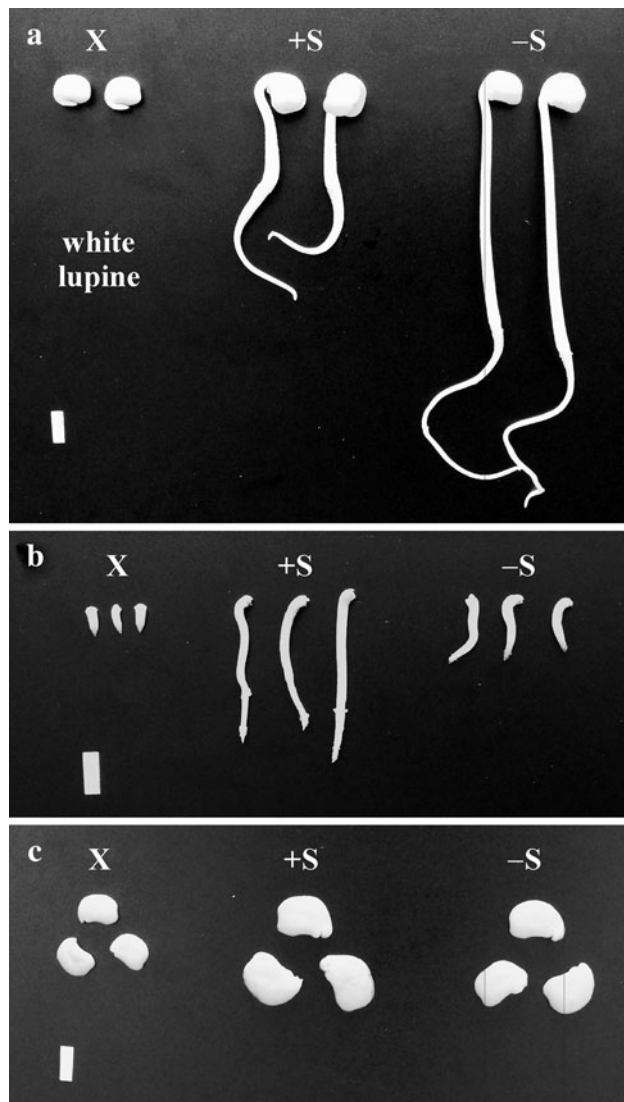 a
X +S –S
white
lupine
b
X +S –S
c
X +S –S